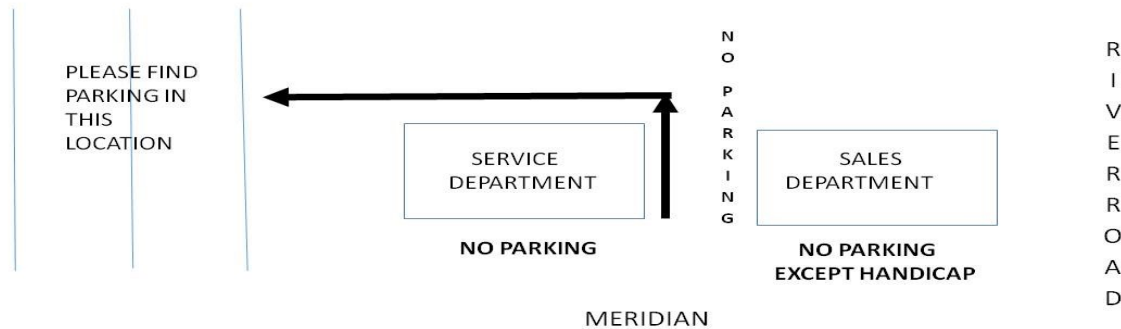 PLEASE FIND
PARKING IN
THIS
LOCATION
SERVICE
DEPARTMENT
NO PARKING
NO PARKING
SALES
DEPARTMENT
NO PARKING
EXCEPT HANDICAP
RIVER ROAD
MERIDIAN